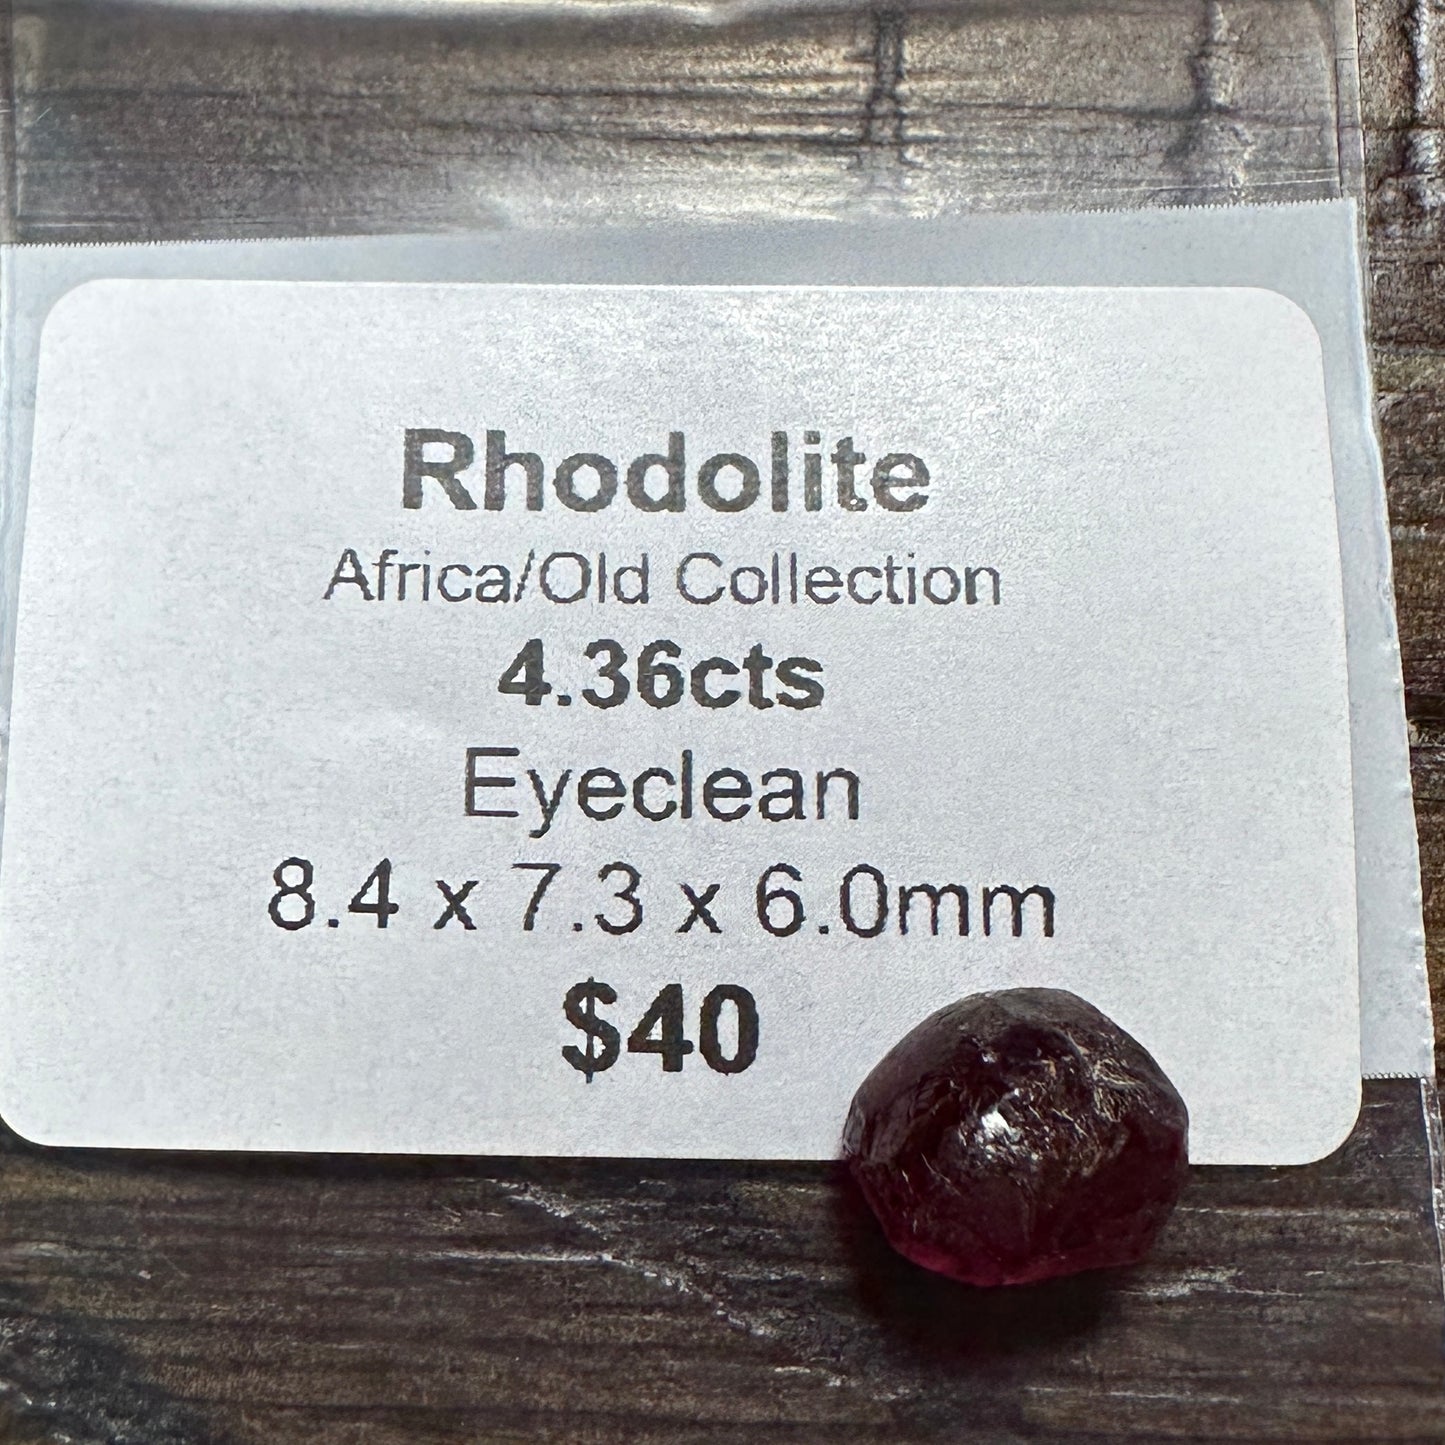 Rhodolite
Africa/Old Collection
4.36cts
Eyeclean
8.4 x 7.3 x 6.0mm
$40